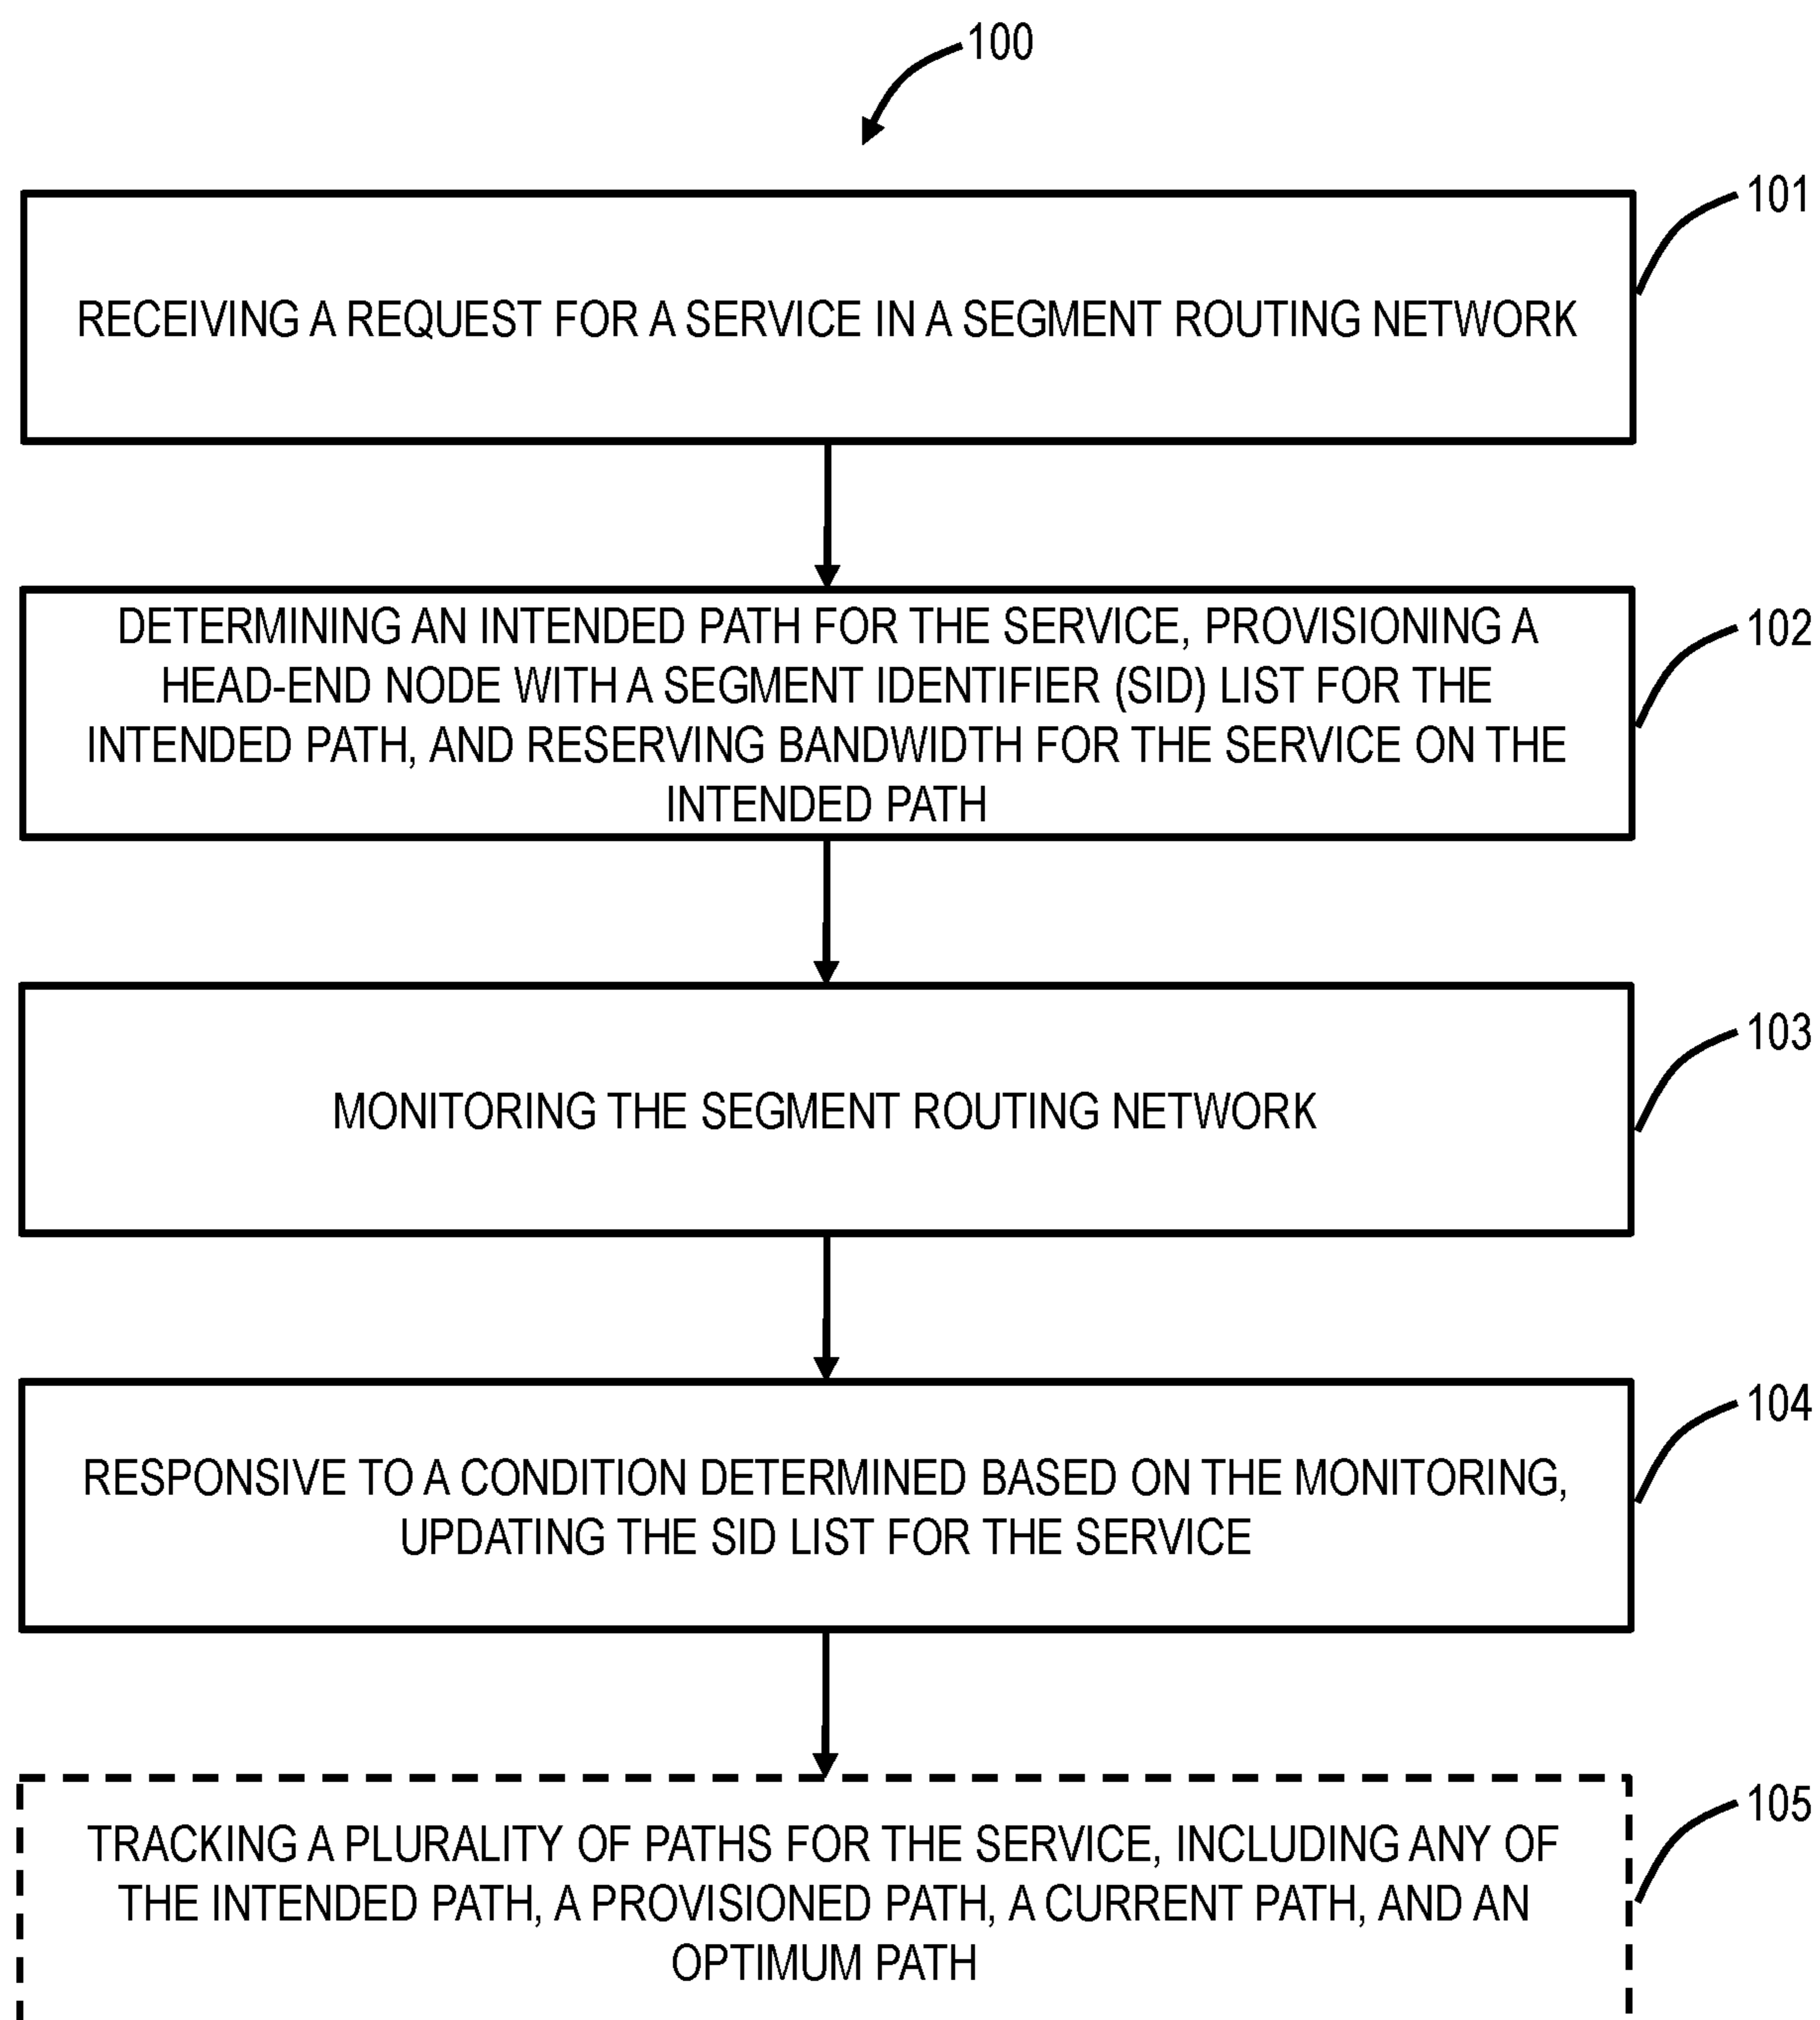 100
101
RECEIVING A REQUEST FOR A SERVICE IN A SEGMENT ROUTING NETWORK
102
DETERMINING AN INTENDED PATH FOR THE SERVICE, PROVISIONING A
HEAD-END NODE WITH A SEGMENT IDENTIFIER (SID) LIST FOR THE
INTENDED PATH, AND RESERVING BANDWIDTH FOR THE SERVICE ON THE
INTENDED PATH
103
MONITORING THE SEGMENT ROUTING NETWORK
104
RESPONSIVE TO A CONDITION DETERMINED BASED ON THE MONITORING,
UPDATING THE SID LIST FOR THE SERVICE
105
TRACKING A PLURALITY OF PATHS FOR THE SERVICE, INCLUDING ANY OF
THE INTENDED PATH, A PROVISIONED PATH, A CURRENT PATH, AND AN
OPTIMUM PATH